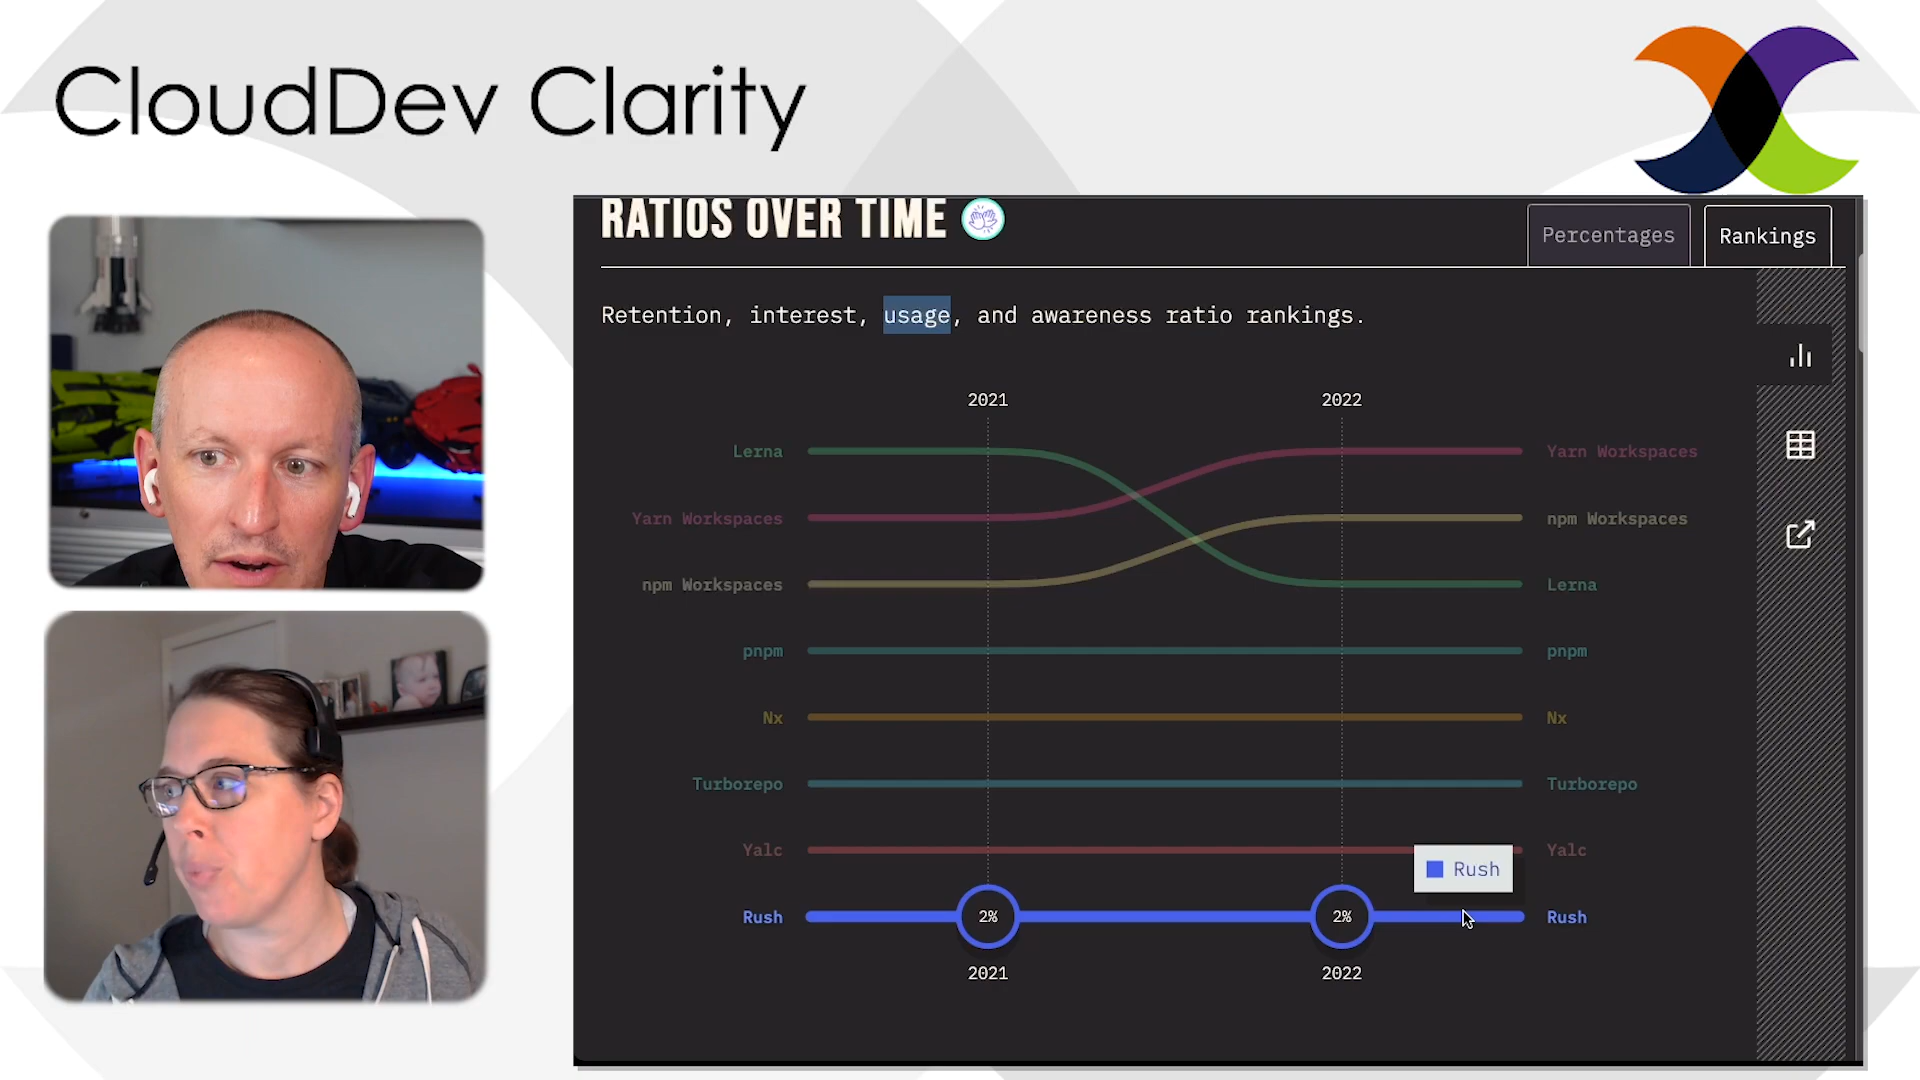 CloudDev Clarity
RATIOS OVER TIME
Percentages
Rankings
Retention, interest, usage, and awareness ratio rankings.
2021
2022
Lerna
Yarn Workspaces
Yarn Workspaces
npm Workspaces
npm Workspaces
Lerna
pnpm
pnpm
Nx
Nx
Turborepo
Turborepo
Yalc
Yalc
Rush
Rush
2%
2%
Rush
2021
2022